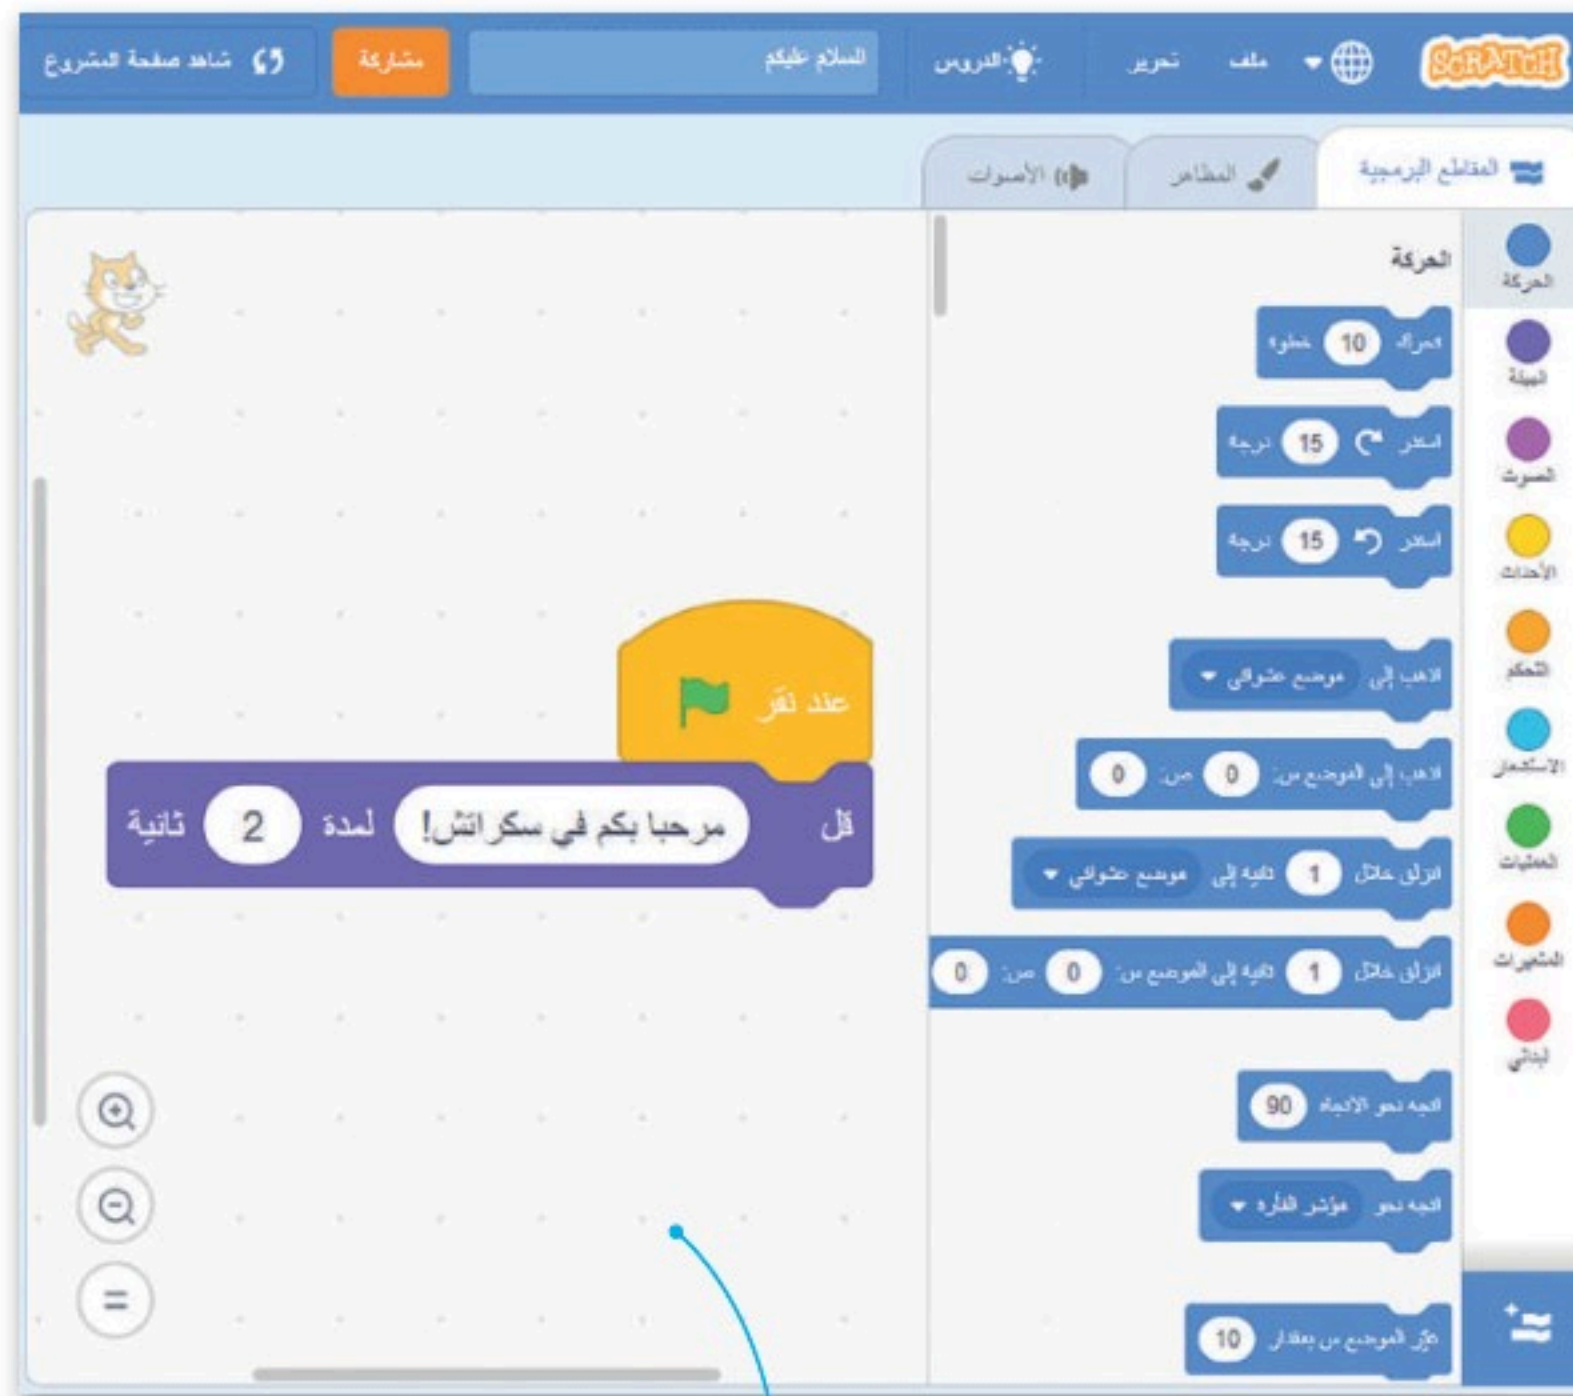 SCRATCH ملف تحرير الدروس السلام عليكم مشاركة شاهد صفحة المشروع
المقاطع البرمجية المظاهر الأصوات
الحركة
الهيئة
الصوت
الأحداث
التحكم
الاستشعار
العمليات
المتغيرات
لبناتي
الحركة
تحرك 10 خطوة
استدر 15 درجة
استدر 15 درجة
اذهب إلى موضع عشوائي
اذهب إلى الموضع س: 0 ص: 0
انزلق خلال 1 ثانية إلى موضع عشوائي
انزلق خلال 1 ثانية إلى الموضع س: 0 ص: 0
اتجه نحو الاتجاه 90
اتجه نحو مؤشر الفأرة
غيّر الموضع س بمقدار 10
عند نقر
قل مرحبا بكم في سكراتش! لمدة 2 ثانية